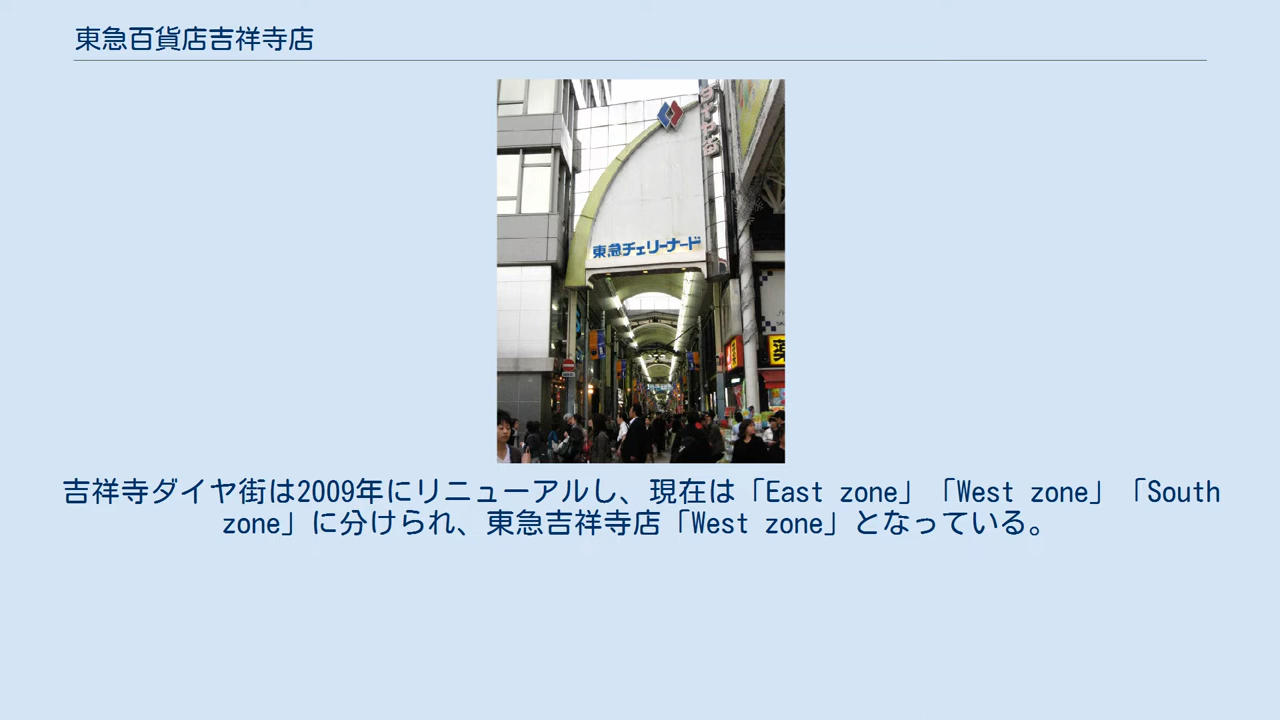 東急百貨店吉祥寺店
東急チェリーナード
薬
吉祥寺ダイヤ街は2009年にリニューアルし、現在は「East zone」「West zone」「South
zone」に分けられ、東急吉祥寺店「West zone」となっている。